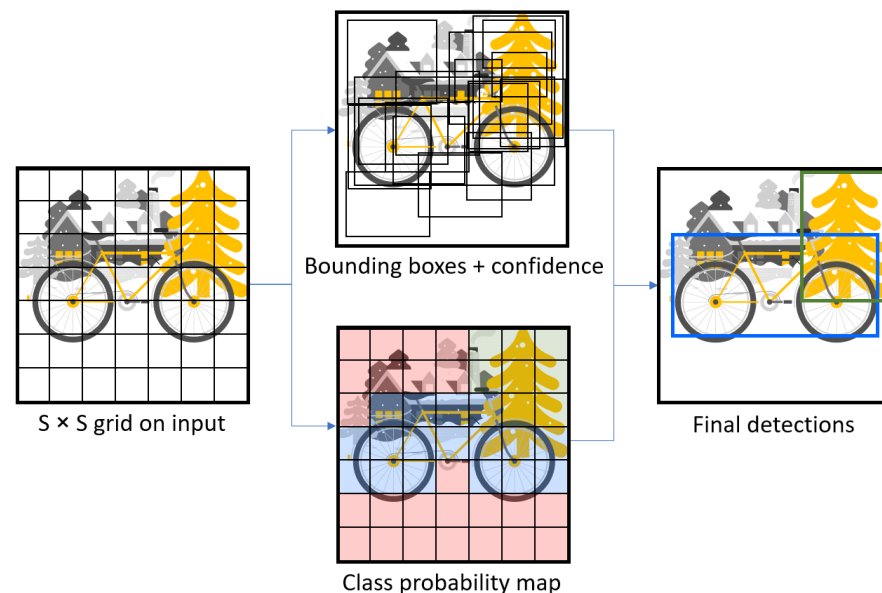 Bounding boxes + confidence
S × S grid on input
Final detections
Class probability map